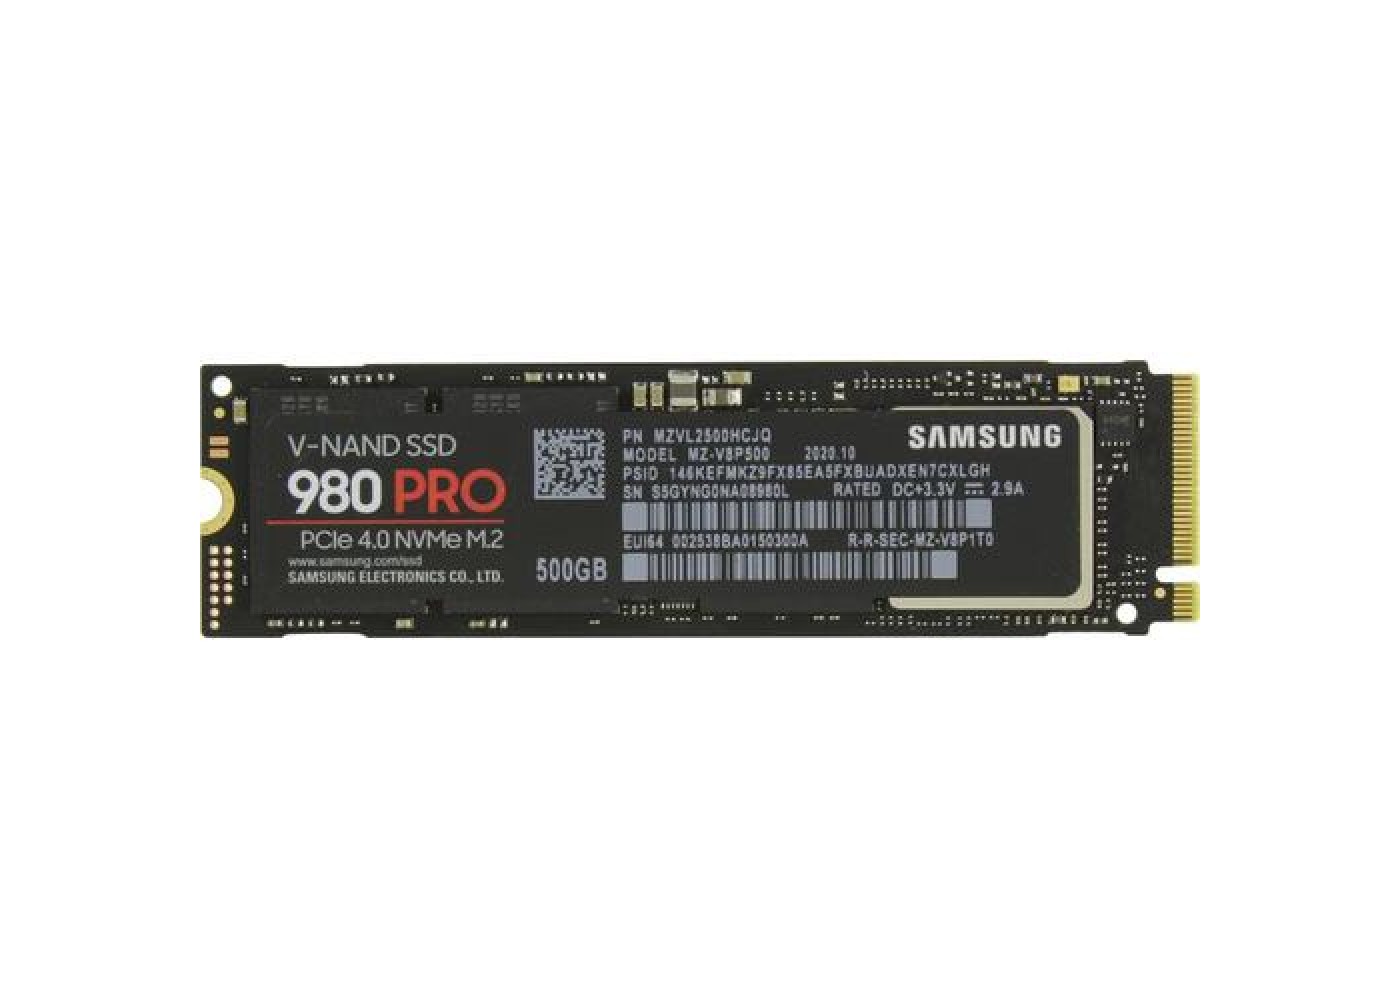 V-NAND SSD
980 PRO
PCIe 4.0 NVMe M.2
www.samsung.com/ssd
SAMSUNG ELECTRONICS CO., LTD.
500GB
SAMSUNG
PN MZVL2500HCJQ
MODEL MZ-V8P500 2020.10
PSID 146KEFMKZ9FX85EA5FXBUADXEN7CXLGH
SN S5GYNG0NA08980L RATED DC+3.3V ⎓ 2.9A
EUI64 002538BA0150300A R-R-SEC-MZ-V8P1T0